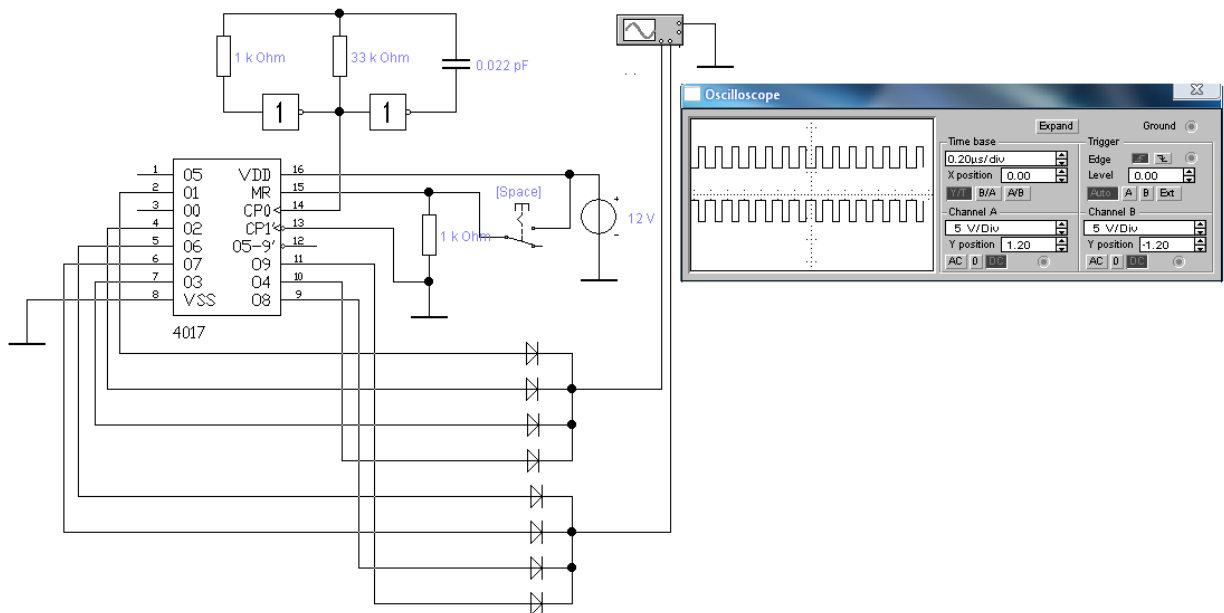 1 k Ohm
33 k Ohm
0.022 pF
1
1
Oscilloscope
Expand
Ground
Time base
0.20µs/div
X position 0.00
Y/T B/A A/B
Trigger
Edge
Level 0.00
Auto A B Ext
Channel A
5 V/Div
Y position 1.20
AC 0 DC
Channel B
5 V/Div
Y position -1.20
AC 0 DC
1 O5 VDD 16
2 O1 MR 15
3 O0 CP0 14
4 O2 CP1' 13
5 O6 O5-9' 12
6 O7 O9 11
7 O3 O4 10
8 VSS O8 9
4017
[Space]
1 k Ohm
+
12 V
-